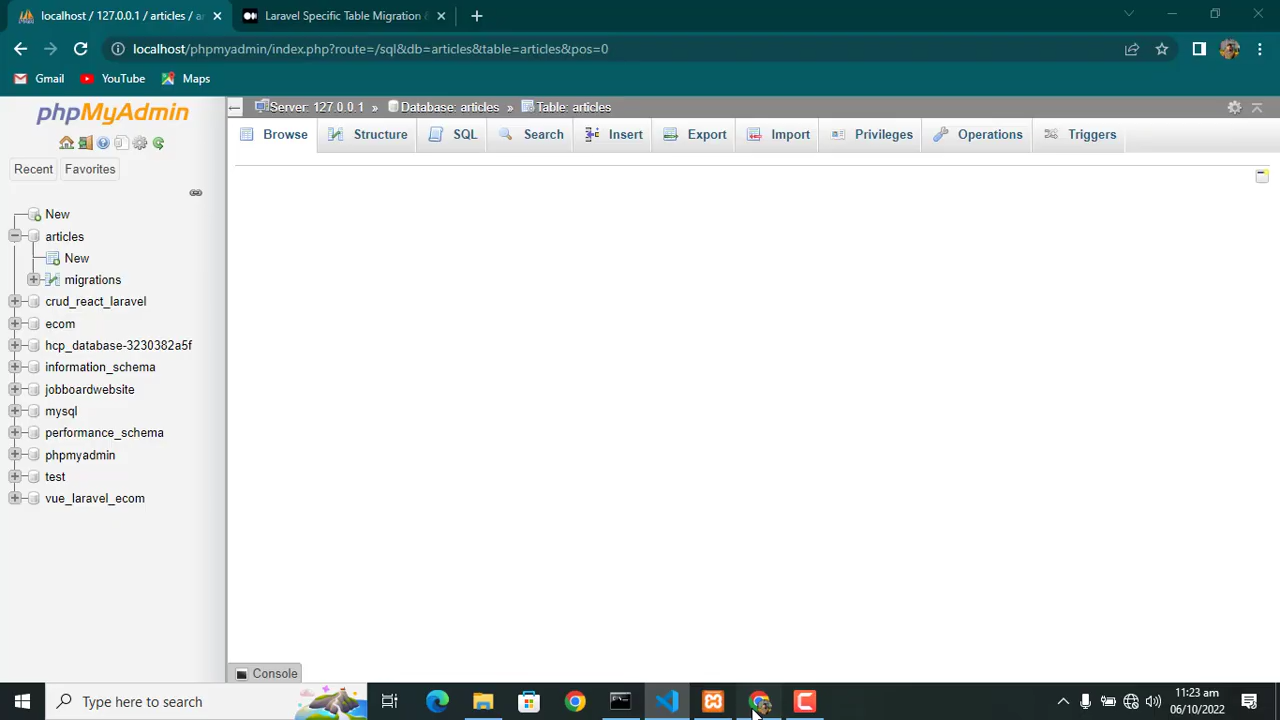 localhost / 127.0.0.1 / articles / ar
Laravel Specific Table Migration &
localhost/phpmyadmin/index.php?route=/sql&db=articles&table=articles&pos=0
Gmail
YouTube
Maps
phpMyAdmin
Server: 127.0.0.1 » Database: articles » Table: articles
Browse
Structure
SQL
Search
Insert
Export
Import
Privileges
Operations
Triggers
Recent
Favorites
New
articles
New
migrations
crud_react_laravel
ecom
hcp_database-3230382a5f
information_schema
jobboardwebsite
mysql
performance_schema
phpmyadmin
test
vue_laravel_ecom
Console
Type here to search
11:23 am
06/10/2022